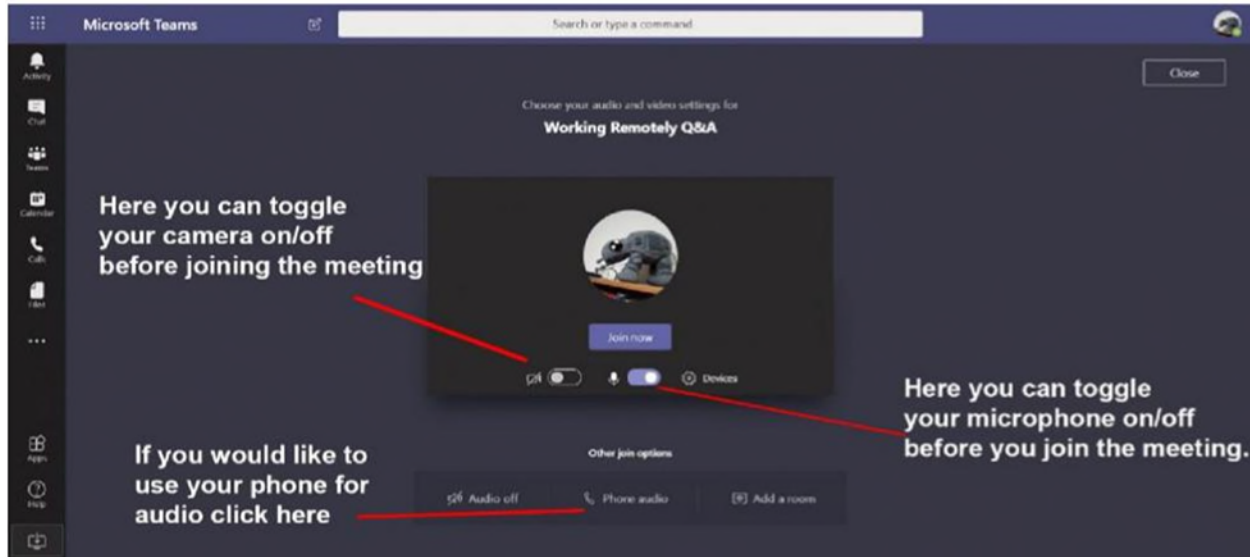 Microsoft Teams
Search or type a command
Activity
Chat
Teams
Calendar
Calls
Files
Apps
Help
Close
Choose your audio and video settings for
Working Remotely Q&A
Here you can toggle
your camera on/off
before joining the meeting
Join now
Devices
Here you can toggle
your microphone on/off
before you join the meeting.
If you would like to
use your phone for
audio click here
Other join options
Audio off
Phone audio
Add a room